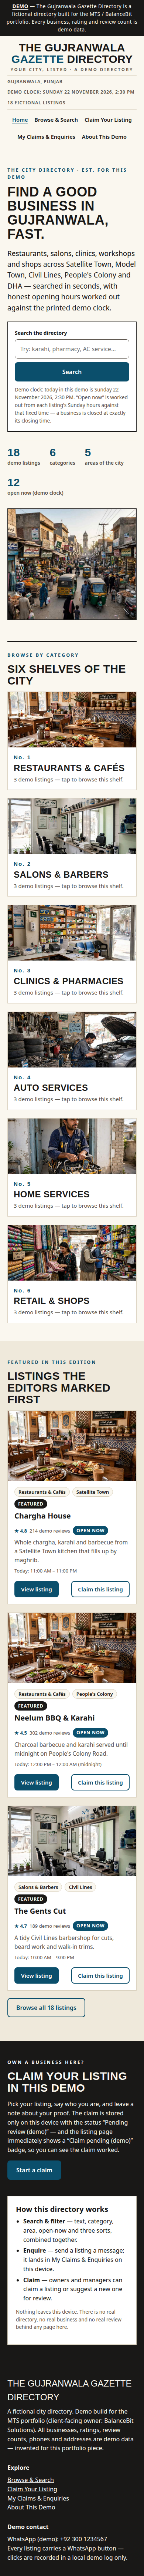 DEMO — The Gujranwala Gazette Directory is a
fictional directory built for the MTS / BalanceBit
portfolio. Every business, rating and review count is
demo data.
THE GUJRANWALA
GAZETTE DIRECTORY
YOUR CITY, LISTED · A DEMO DIRECTORY
GUJRANWALA, PUNJAB
DEMO CLOCK: SUNDAY 22 NOVEMBER 2026, 2:30 PM
18 FICTIONAL LISTINGS
Home Browse & Search Claim Your Listing
My Claims & Enquiries About This Demo
THE CITY DIRECTORY · EST. FOR THIS
DEMO
FIND A GOOD
BUSINESS IN
GUJRANWALA,
FAST.
Restaurants, salons, clinics, workshops
and shops across Satellite Town, Model
Town, Civil Lines, People's Colony and
DHA — searched in seconds, with
honest opening hours worked out
against the printed demo clock.
Search the directory
Try: karahi, pharmacy, AC service...
Search
Demo clock: today in the demo is Sunday 22
November 2026, 2:30 PM. "Open now" is worked
out from each listing's Sunday hours against
that fixed time — a business is closed at exactly
its closing time.
18
demo listings
6
categories
5
areas of the city
12
open now (demo clock)
BROWSE BY CATEGORY
SIX SHELVES OF THE
CITY
No. 1
RESTAURANTS & CAFÉS
3 demo listings — tap to browse this shelf.
No. 2
SALONS & BARBERS
3 demo listings — tap to browse this shelf.
No. 3
CLINICS & PHARMACIES
3 demo listings — tap to browse this shelf.
No. 4
AUTO SERVICES
3 demo listings — tap to browse this shelf.
No. 5
HOME SERVICES
3 demo listings — tap to browse this shelf.
No. 6
RETAIL & SHOPS
3 demo listings — tap to browse this shelf.
FEATURED IN THIS EDITION
LISTINGS THE
EDITORS MARKED
FIRST
Restaurants & Cafés Satellite Town
FEATURED
Chargha House
★ 4.8 214 demo reviews OPEN NOW
Whole chargha, karahi and barbecue from
a Satellite Town kitchen that fills up by
maghrib.
Today: 11:00 AM – 11:00 PM
View listing Claim this listing
Restaurants & Cafés People's Colony
FEATURED
Neelum BBQ & Karahi
★ 4.5 302 demo reviews OPEN NOW
Charcoal barbecue and karahi served until
midnight on People's Colony Road.
Today: 12:00 PM – 12:00 AM (midnight)
View listing Claim this listing
Salons & Barbers Civil Lines
FEATURED
The Gents Cut
★ 4.7 189 demo reviews OPEN NOW
A tidy Civil Lines barbershop for cuts,
beard work and walk-in trims.
Today: 10:00 AM – 9:00 PM
View listing Claim this listing
Browse all 18 listings
OWN A BUSINESS HERE?
CLAIM YOUR LISTING
IN THIS DEMO
Pick your listing, say who you are, and leave a
note about your proof. The claim is stored
only on this device with the status "Pending
review (demo)" — and the listing page
immediately shows a "Claim pending (demo)"
badge, so you can see the claim worked.
Start a claim
How this directory works
• Search & filter — text, category,
area, open-now and three sorts,
combined together.
• Enquire — send a listing a message;
it lands in My Claims & Enquiries on
this device.
• Claim — owners and managers can
claim a listing or suggest a new one
for review.
Nothing leaves this device. There is no real
directory, no real business and no real review
behind any page here.
THE GUJRANWALA GAZETTE
DIRECTORY
A fictional city directory. Demo build for the
MTS portfolio (client-facing owner: BalanceBit
Solutions). All businesses, ratings, review
counts, phones and addresses are demo data
— invented for this portfolio piece.
Explore
Browse & Search
Claim Your Listing
My Claims & Enquiries
About This Demo
Demo contact
WhatsApp (demo): +92 300 1234567
Every listing carries a WhatsApp button —
clicks are recorded in a local demo log only.